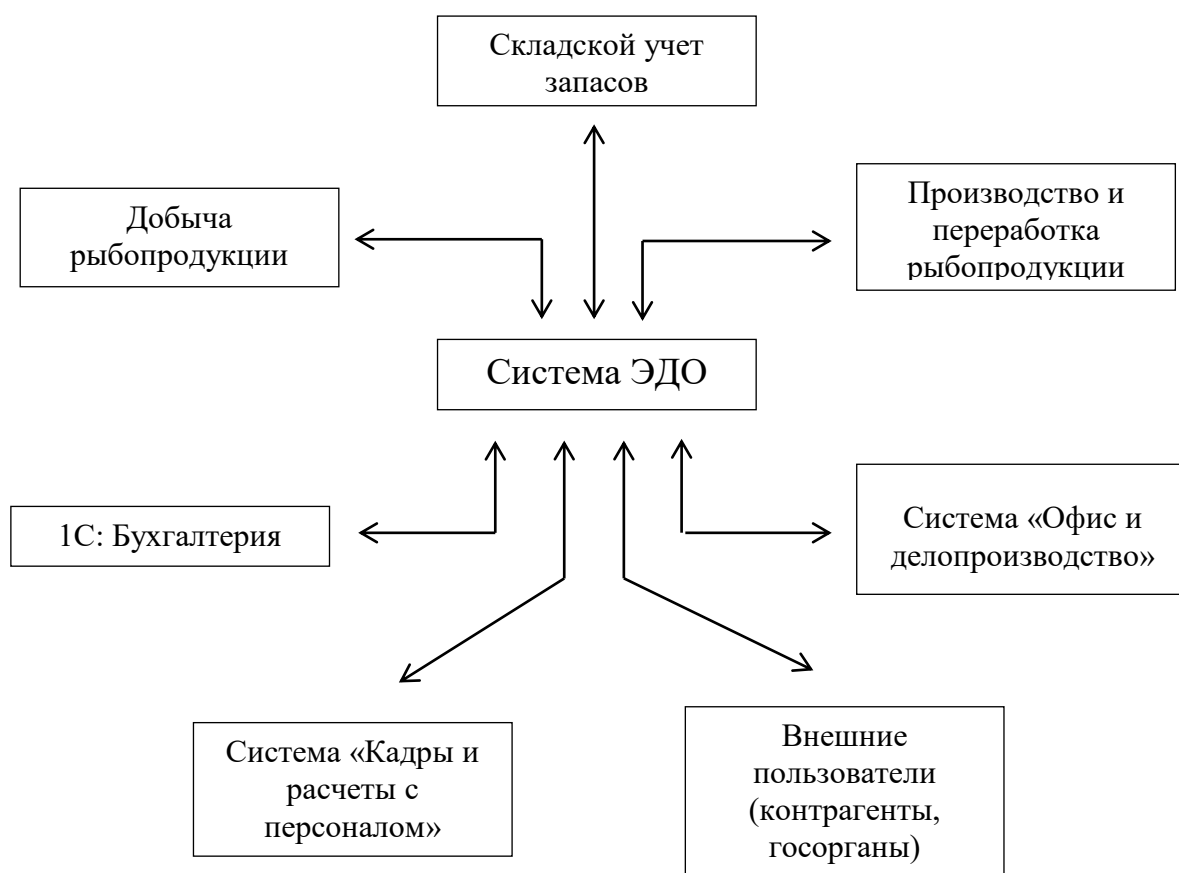 Складской учет
запасов
Добыча
рыбопродукции
Производство и
переработка
рыбопродукции
Система ЭДО
1С: Бухгалтерия
Система «Офис и
делопроизводство»
Система «Кадры и
расчеты с
персоналом»
Внешние
пользователи
(контрагенты,
госорганы)